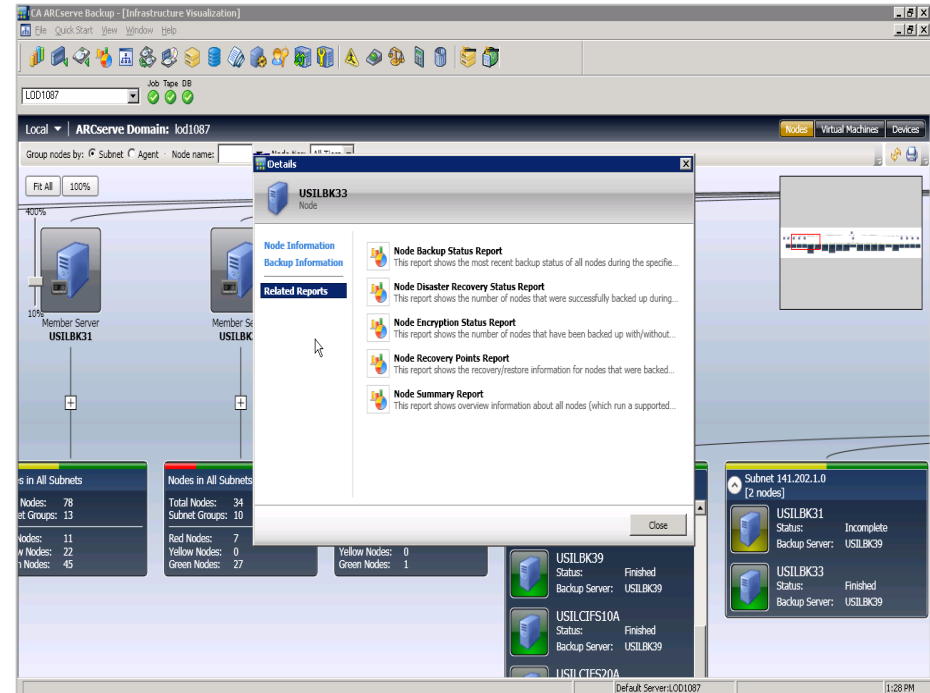 CA ARCserve Backup - [Infrastructure Visualization]
File Quick Start View Window Help
Job Tape DB
LOD1087
Local ARCserve Domain: lod1087
Nodes Virtual Machines Devices
Group nodes by: Subnet Agent Node name:
Fit All 100%
400%
10%
Member Server
USILBK31
Member Se
USILBK
Details
USILBK33
Node
Node Information
Backup Information
Related Reports
Node Backup Status Report
This report shows the most recent backup status of all nodes during the specifie...
Node Disaster Recovery Status Report
This report shows the number of nodes that were successfully backed up during...
Node Encryption Status Report
This report shows the number of nodes that have been backed up with/without...
Node Recovery Points Report
This report shows the recovery/restore information for nodes that were backed...
Node Summary Report
This report shows overview information about all nodes (which run a supported...
Close
s in All Subnets
Nodes: 78
et Groups: 13
Nodes: 11
w Nodes: 22
n Nodes: 45
Nodes in All Subnets
Total Nodes: 34
Subnet Groups: 10
Red Nodes: 7
Yellow Nodes: 0
Green Nodes: 27
Yellow Nodes: 0
Green Nodes: 1
USILBK39
Status: Finished
Backup Server: USILBK39
USILCIFS10A
Status: Finished
Backup Server: USILBK39
USILCIFS20A
Subnet 141.202.1.0
[2 nodes]
USILBK31
Status: Incomplete
Backup Server: USILBK39
USILBK33
Status: Finished
Backup Server: USILBK39
Default Server:LOD1087
1:28 PM